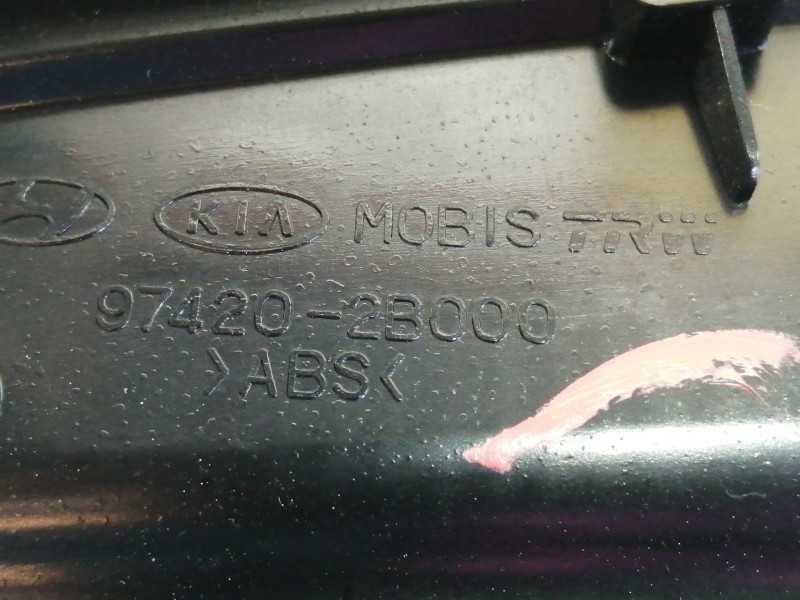 KIA MOBIS TRW
97420-2B000
>ABS<